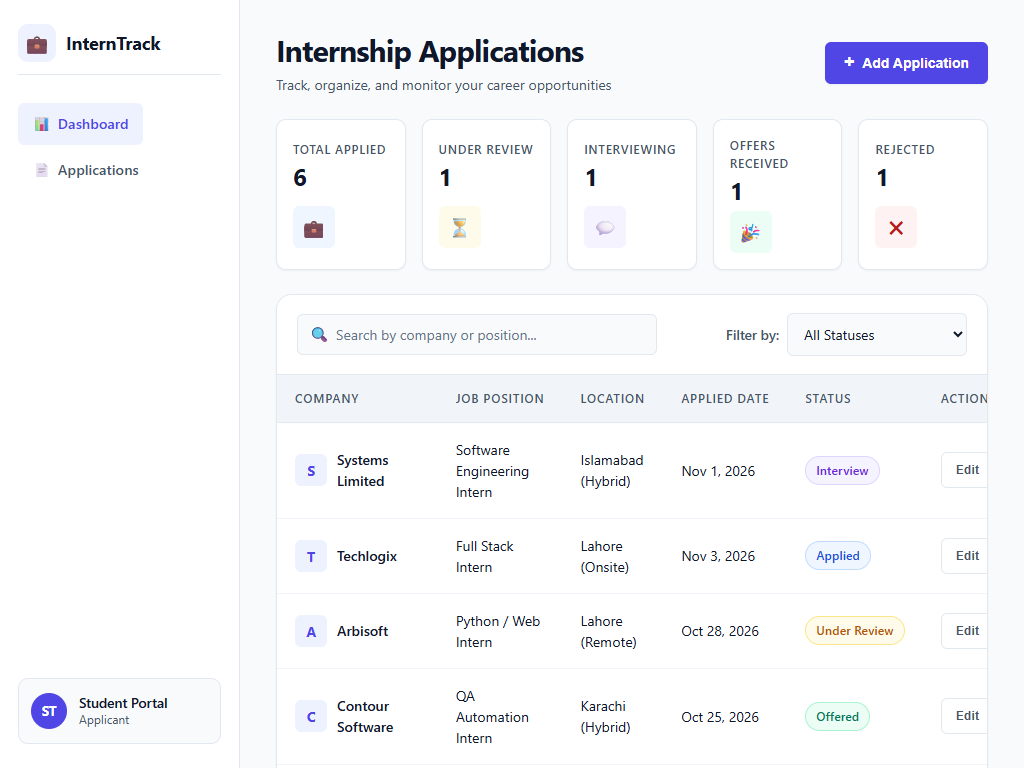 InternTrack
Dashboard
Applications
ST
Student Portal
Applicant
Internship Applications
Track, organize, and monitor your career opportunities
+ Add Application
TOTAL APPLIED
6
UNDER REVIEW
1
INTERVIEWING
1
OFFERS
RECEIVED
1
REJECTED
1
Search by company or position...
Filter by:
All Statuses
COMPANY JOB POSITION LOCATION APPLIED DATE STATUS ACTION
S
Systems
Limited
Software
Engineering
Intern
Islamabad
(Hybrid)
Nov 1, 2026
Interview
Edit
T
Techlogix
Full Stack
Intern
Lahore
(Onsite)
Nov 3, 2026
Applied
Edit
A
Arbisoft
Python / Web
Intern
Lahore
(Remote)
Oct 28, 2026
Under Review
Edit
C
Contour
Software
QA
Automation
Intern
Karachi
(Hybrid)
Oct 25, 2026
Offered
Edit